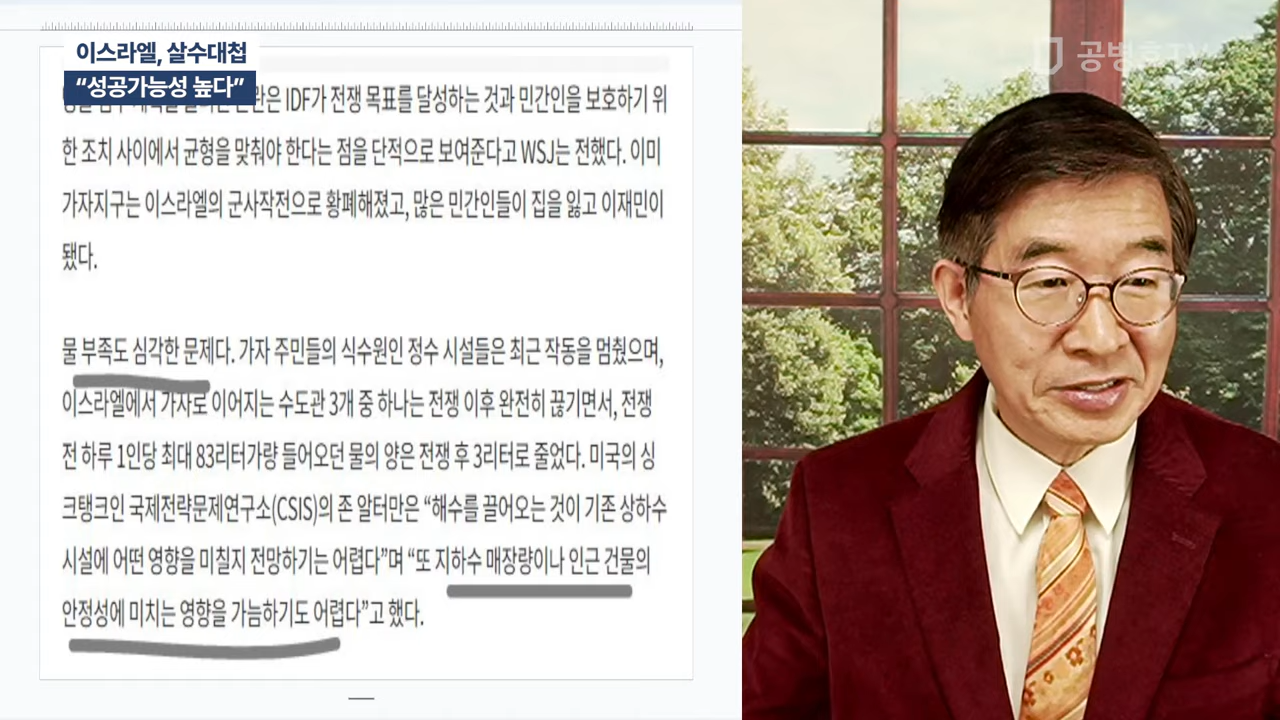 이스라엘, 살수대첩
“성공가능성 높다”
공병호TV
IDF가 전쟁 목표를 달성하는 것과 민간인을 보호하기 위
한 조치 사이에서 균형을 맞춰야 한다는 점을 단적으로 보여준다고 WSJ는 전했다. 이미
가자지구는 이스라엘의 군사작전으로 황폐해졌고, 많은 민간인들이 집을 잃고 이재민이
됐다.
물 부족도 심각한 문제다. 가자 주민들의 식수원인 정수 시설들은 최근 작동을 멈췄으며,
이스라엘에서 가자로 이어지는 수도관 3개 중 하나는 전쟁 이후 완전히 끊기면서, 전쟁
전 하루 1인당 최대 83리터가량 들어오던 물의 양은 전쟁 후 3리터로 줄었다. 미국의 싱
크탱크인 국제전략문제연구소(CSIS)의 존 알터만은 “해수를 끌어오는 것이 기존 상하수
시설에 어떤 영향을 미칠지 전망하기는 어렵다”며 “또 지하수 매장량이나 인근 건물의
안정성에 미치는 영향을 가늠하기도 어렵다”고 했다.